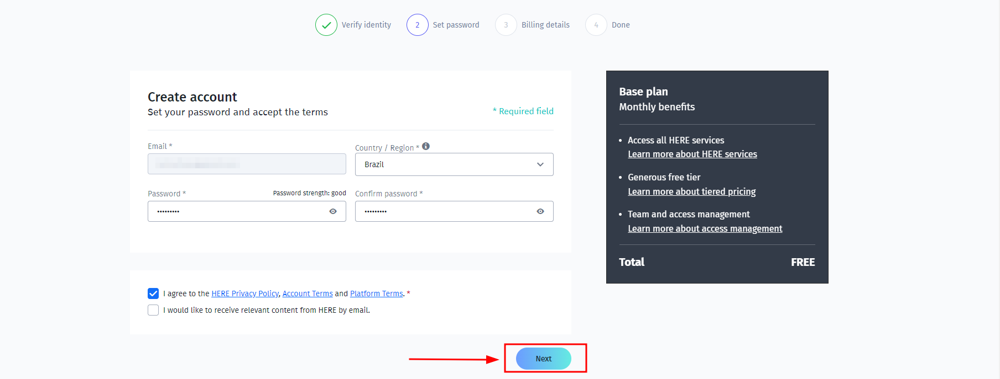 Verify identity
2 Set password
3 Billing details
4 Done
Create account
Set your password and accept the terms
* Required field
Email *
Country / Region *
Brazil
Password *
Password strength: good
Confirm password *
•••••••••
•••••••••
I agree to the HERE Privacy Policy, Account Terms and Platform Terms. *
I would like to receive relevant content from HERE by email.
Next
Base plan
Monthly benefits
• Access all HERE services
Learn more about HERE services
• Generous free tier
Learn more about tiered pricing
• Team and access management
Learn more about access management
Total FREE